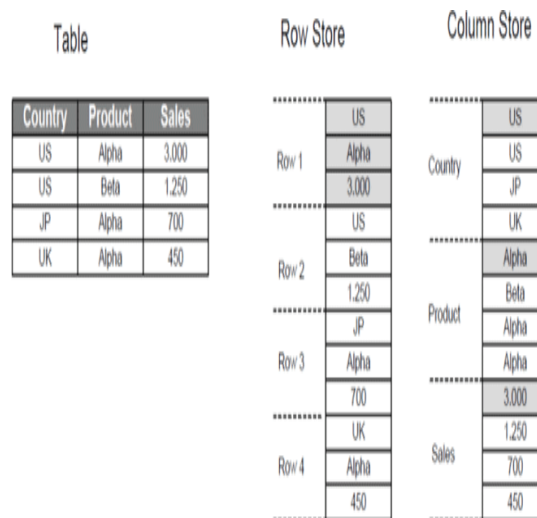 Table
Country Product Sales
US Alpha 3.000
US Beta 1.250
JP Alpha 700
UK Alpha 450
Row Store
Row 1
US
Alpha
3.000
Row 2
US
Beta
1.250
Row 3
JP
Alpha
700
Row 4
UK
Alpha
450
Column Store
Country
US
US
JP
UK
Product
Alpha
Beta
Alpha
Alpha
Sales
3.000
1.250
700
450